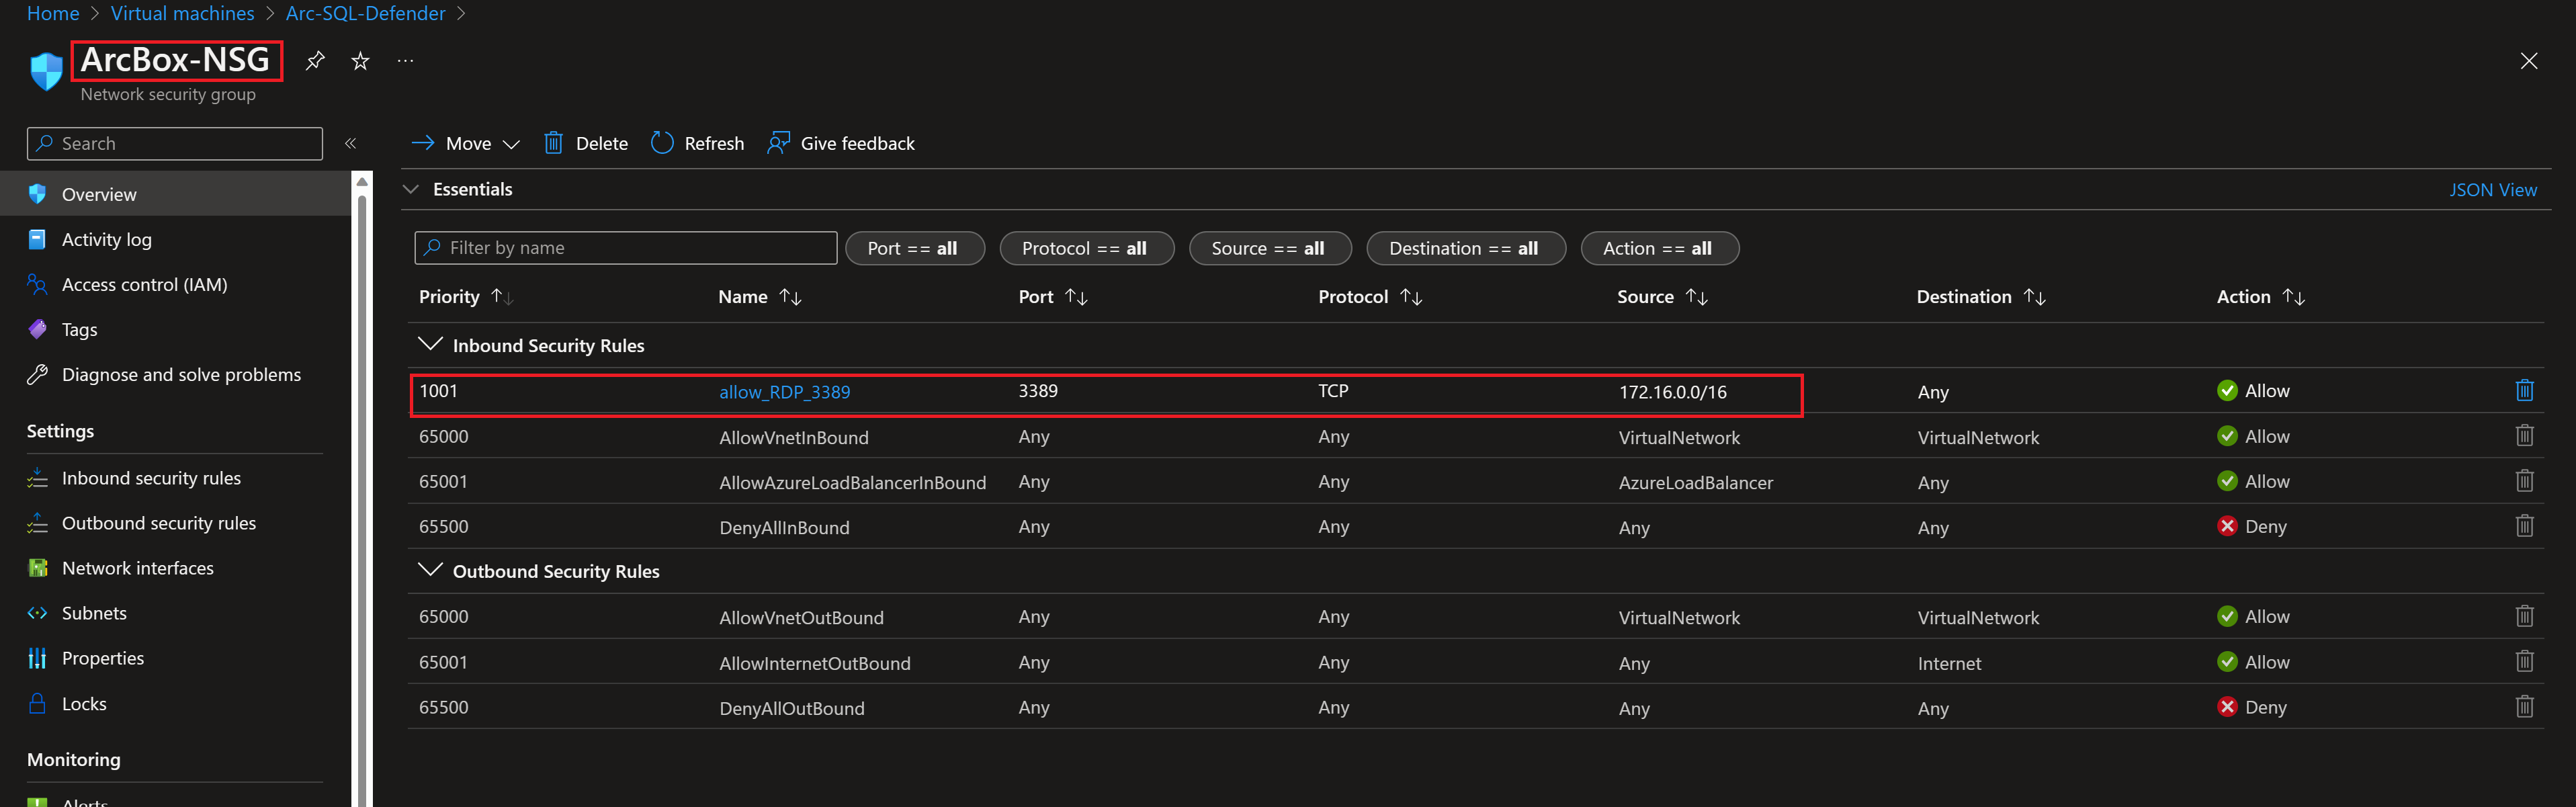 Home > Virtual machines > Arc-SQL-Defender >
ArcBox-NSG ...
Network security group
Search «
Overview
Activity log
Access control (IAM)
Tags
Diagnose and solve problems
Settings
Inbound security rules
Outbound security rules
Network interfaces
Subnets
Properties
Locks
Monitoring
Alerts
Move Delete Refresh Give feedback
Essentials JSON View
Filter by name Port == all Protocol == all Source == all Destination == all Action == all
Priority ↑↓ Name ↑↓ Port ↑↓ Protocol ↑↓ Source ↑↓ Destination ↑↓ Action ↑↓
Inbound Security Rules
1001 allow_RDP_3389 3389 TCP 172.16.0.0/16 Any Allow
65000 AllowVnetInBound Any Any VirtualNetwork VirtualNetwork Allow
65001 AllowAzureLoadBalancerInBound Any Any AzureLoadBalancer Any Allow
65500 DenyAllInBound Any Any Any Any Deny
Outbound Security Rules
65000 AllowVnetOutBound Any Any VirtualNetwork VirtualNetwork Allow
65001 AllowInternetOutBound Any Any Any Internet Allow
65500 DenyAllOutBound Any Any Any Any Deny